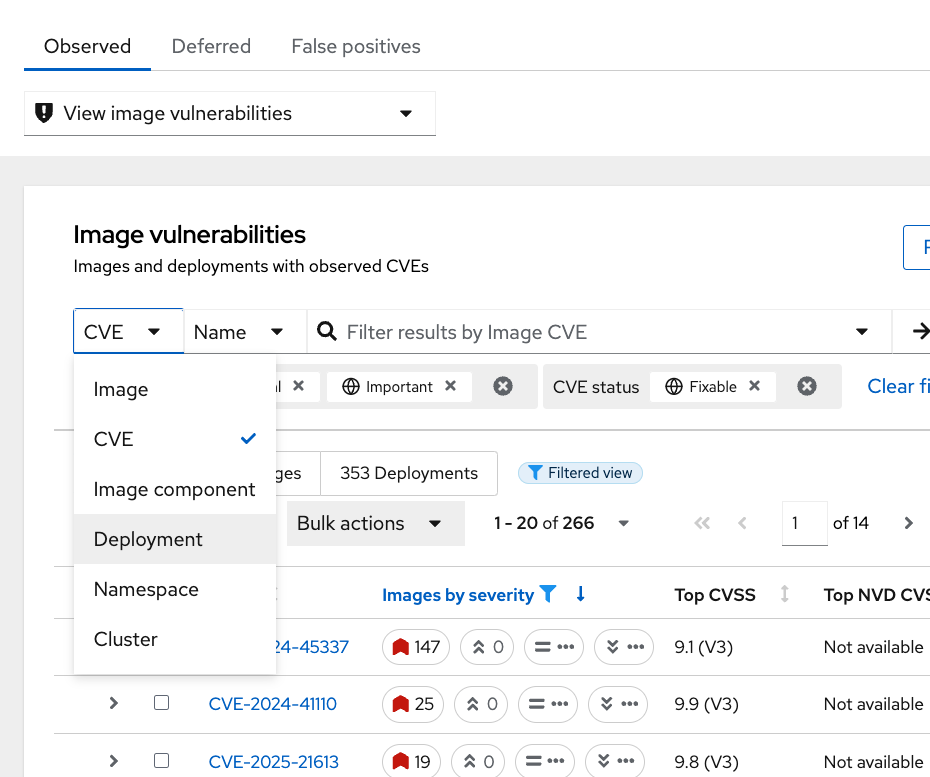 Observed Deferred False positives
View image vulnerabilities
Image vulnerabilities
Images and deployments with observed CVEs
CVE Name Filter results by Image CVE
Image
Important CVE status Fixable Clear
CVE
353 Deployments Filtered view
Image component
Bulk actions 1 - 20 of 266 1 of 14
Deployment
Namespace
Images by severity Top CVSS Top NVD
Cluster
24-45337 147 0 ••• ••• 9.1 (V3) Not available
CVE-2024-41110 25 0 ••• ••• 9.9 (V3) Not available
CVE-2025-21613 19 0 ••• ••• 9.8 (V3) Not available